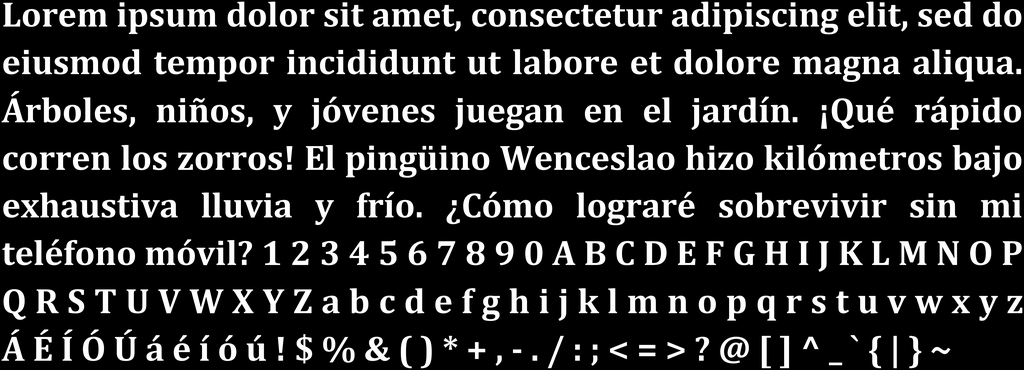 Lorem ipsum dolor sit amet, consectetur adipiscing elit, sed do
eiusmod tempor incididunt ut labore et dolore magna aliqua.
Árboles, niños, y jóvenes juegan en el jardín. ¡Qué rápido
corren los zorros! El pingüino Wenceslao hizo kilómetros bajo
exhaustiva lluvia y frío. ¿Cómo lograré sobrevivir sin mi
teléfono móvil? 1 2 3 4 5 6 7 8 9 0 A B C D E F G H I J K L M N O P
Q R S T U V W X Y Z a b c d e f g h i j k l m n o p q r s t u v w x y z
Á É Í Ó Ú á é í ó ú ! $ % & ( ) * + , - . / : ; < = > ? @ [ ] ^ _ ` { | } ~